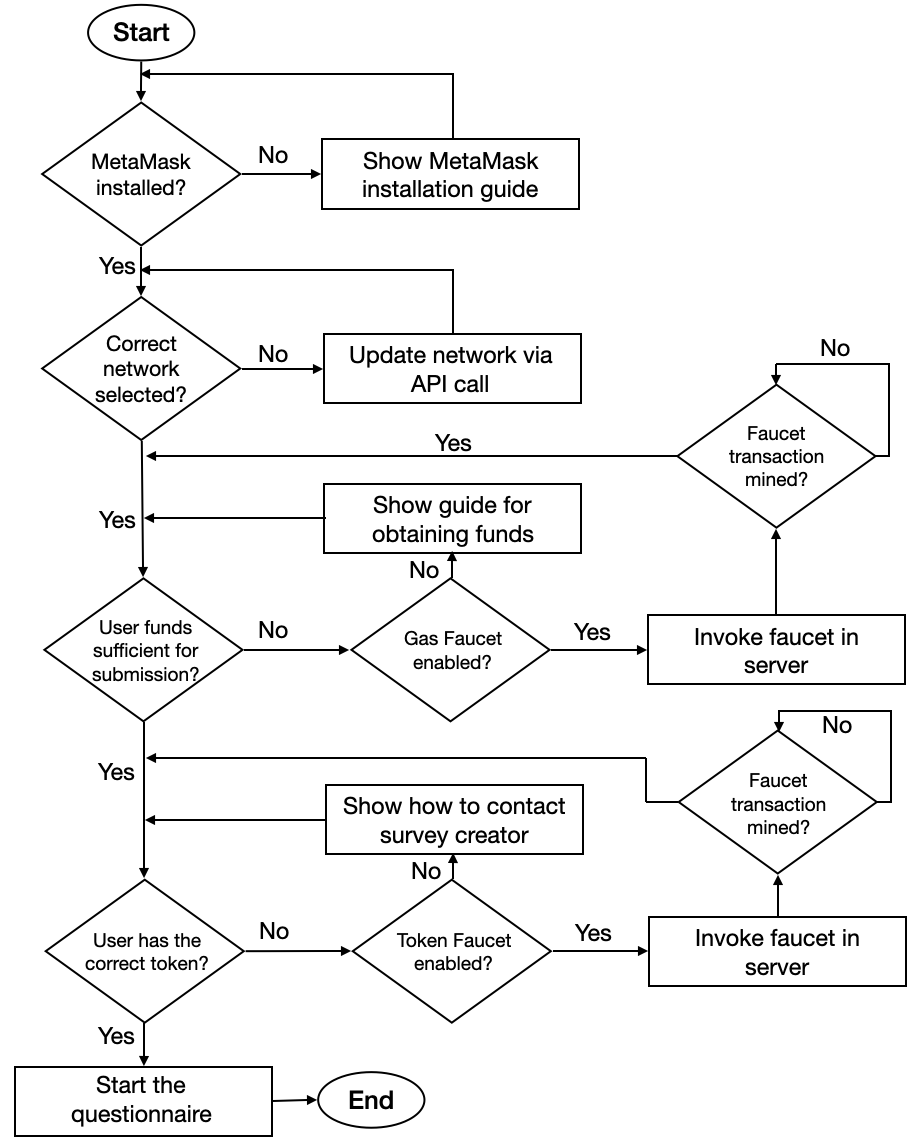 Start
MetaMask
installed?
No
Show MetaMask
installation guide
Yes
Correct
network
selected?
No
Update network via
API call
No
Faucet
transaction
mined?
Yes
Yes
Show guide for
obtaining funds
No
User funds
sufficient for
submission?
No
Gas Faucet
enabled?
Yes
Invoke faucet in
server
No
Faucet
transaction
mined?
Yes
Show how to contact
survey creator
No
User has the
correct token?
No
Token Faucet
enabled?
Yes
Invoke faucet in
server
Yes
Start the
questionnaire
End